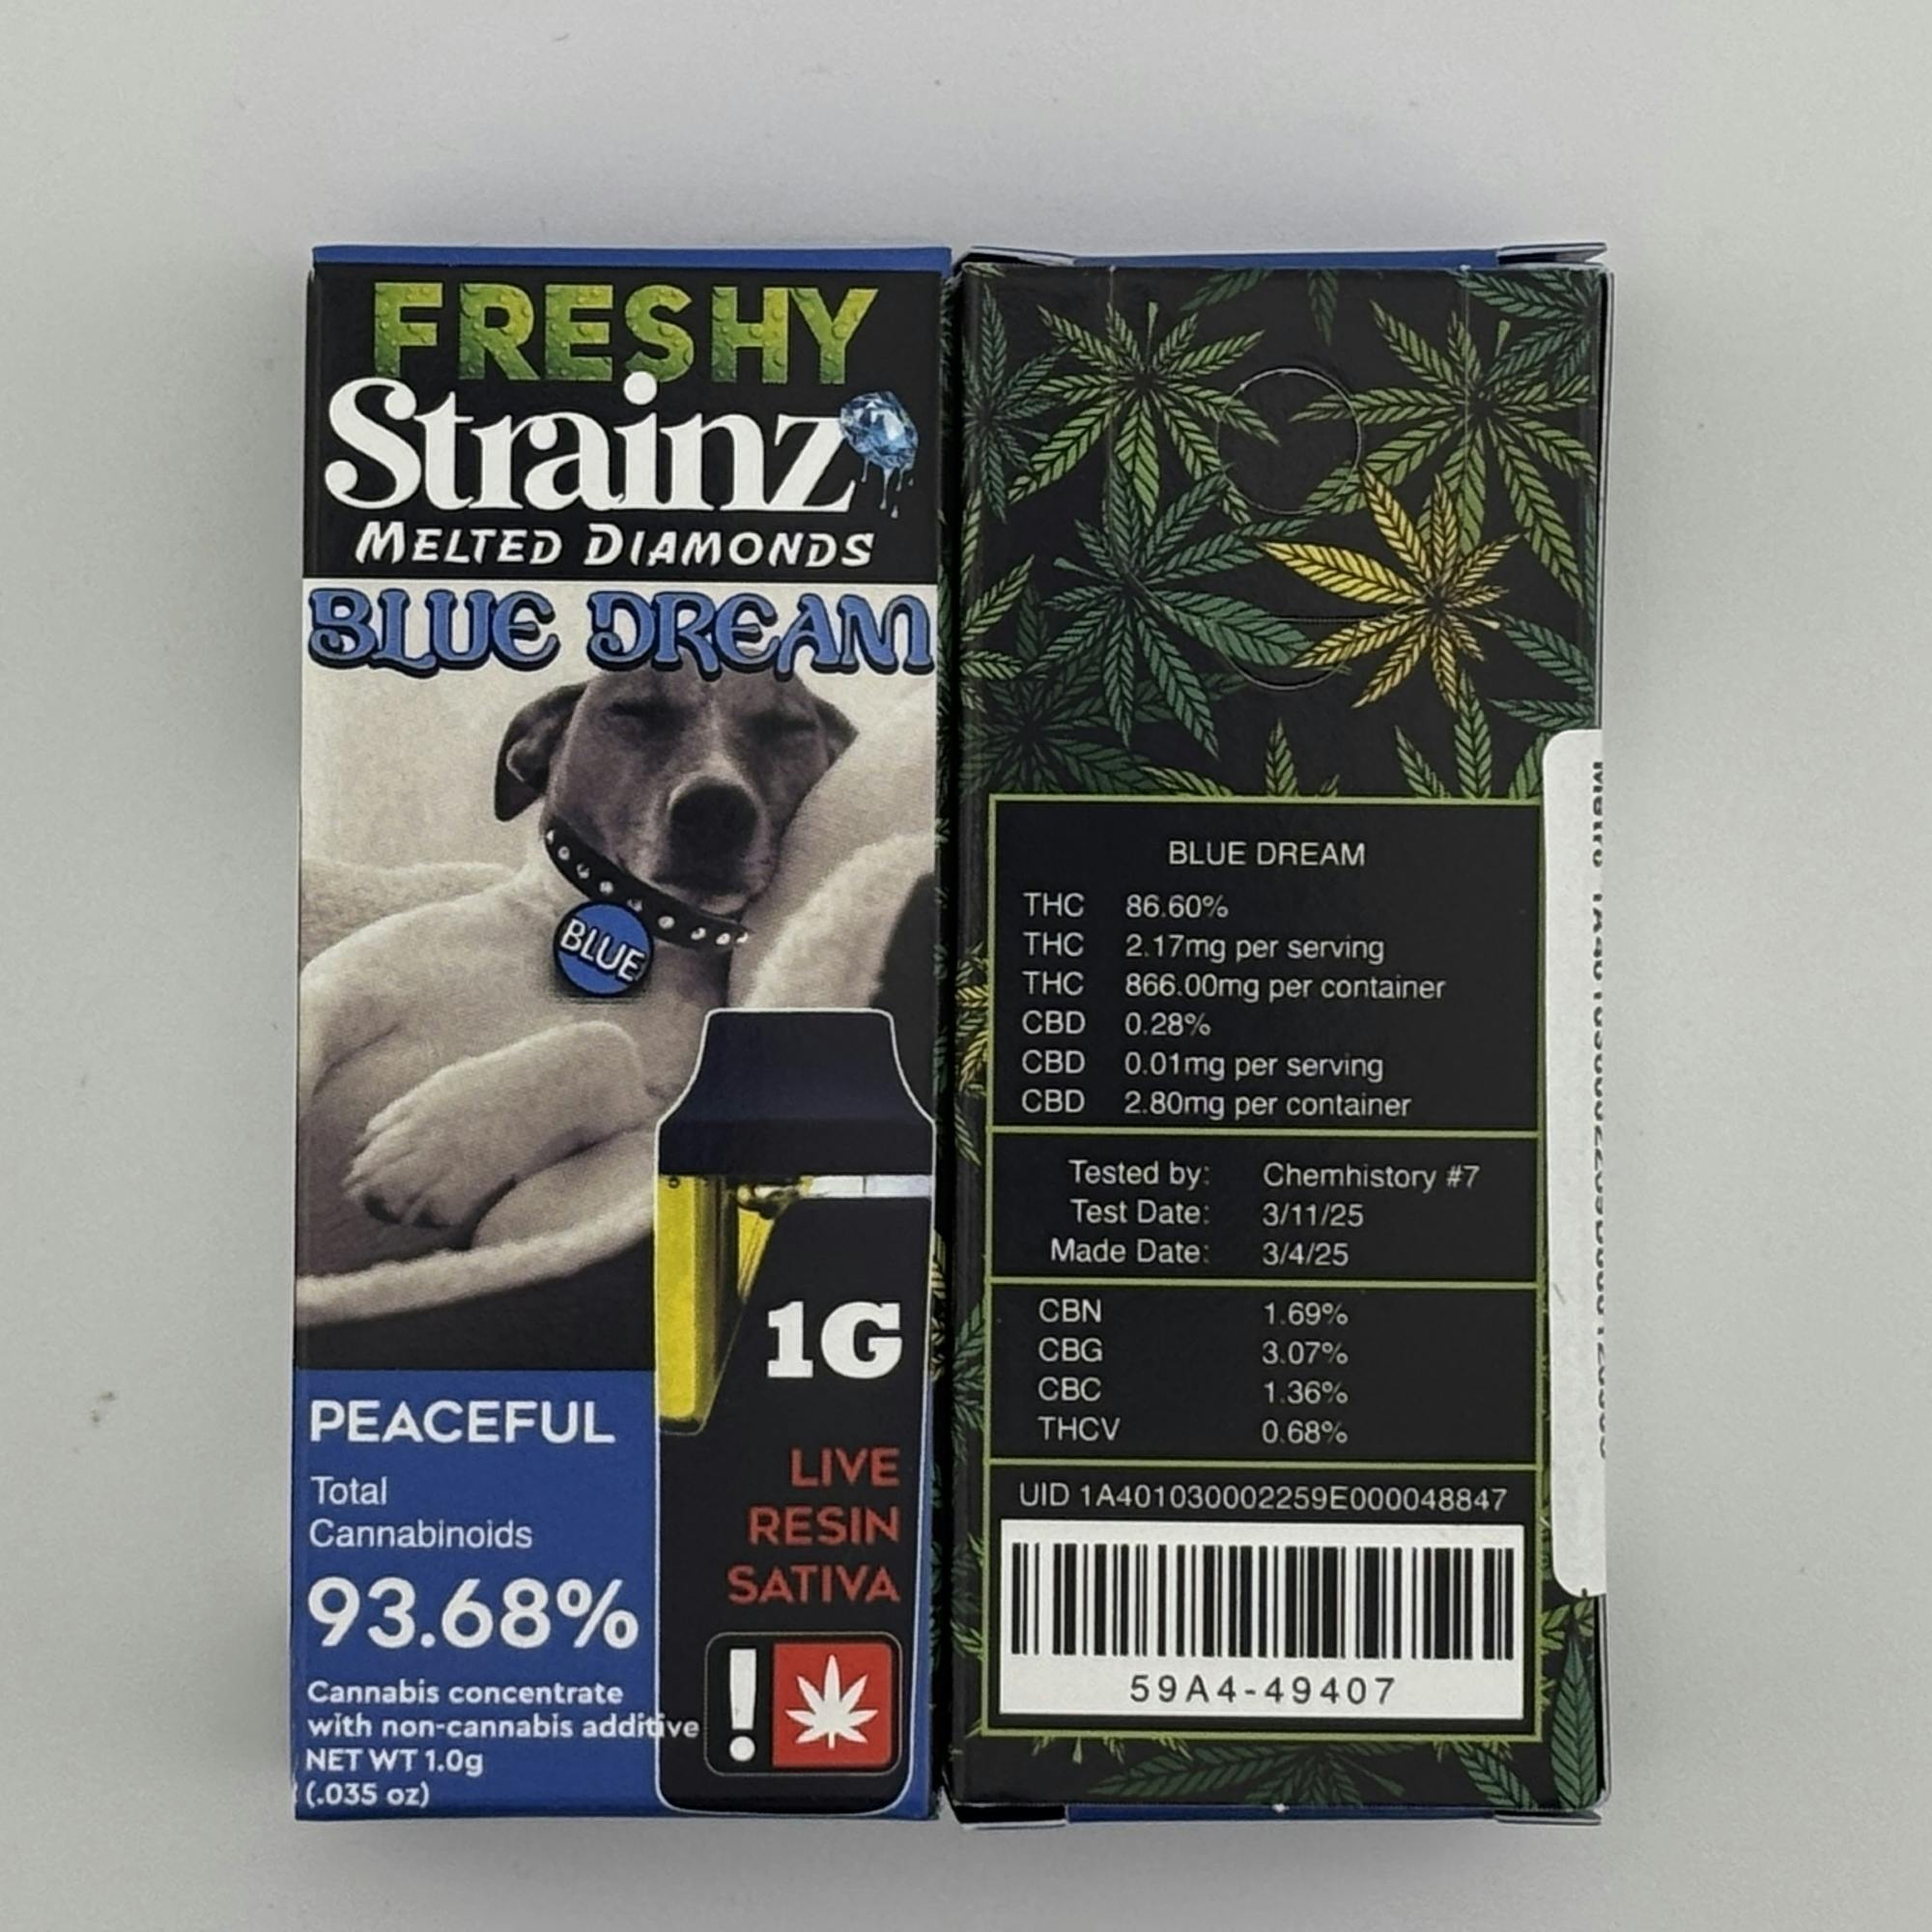 FRESHY
Strainz
MELTED DIAMONDS
BLUE DREAM
BLUE
1G
LIVE
RESIN
SATIVA
PEACEFUL
Total
Cannabinoids
93.68%
Cannabis concentrate
with non-cannabis additive
NET WT 1.0g
(.035 oz)
!
BLUE DREAM
THC 86.60%
THC 2.17mg per serving
THC 866.00mg per container
CBD 0.28%
CBD 0.01mg per serving
CBD 2.80mg per container
Tested by: Chemhistory #7
Test Date: 3/11/25
Made Date: 3/4/25
CBN 1.69%
CBG 3.07%
CBC 1.36%
THCV 0.68%
UID 1A401030002259E000048847
59A4-49407